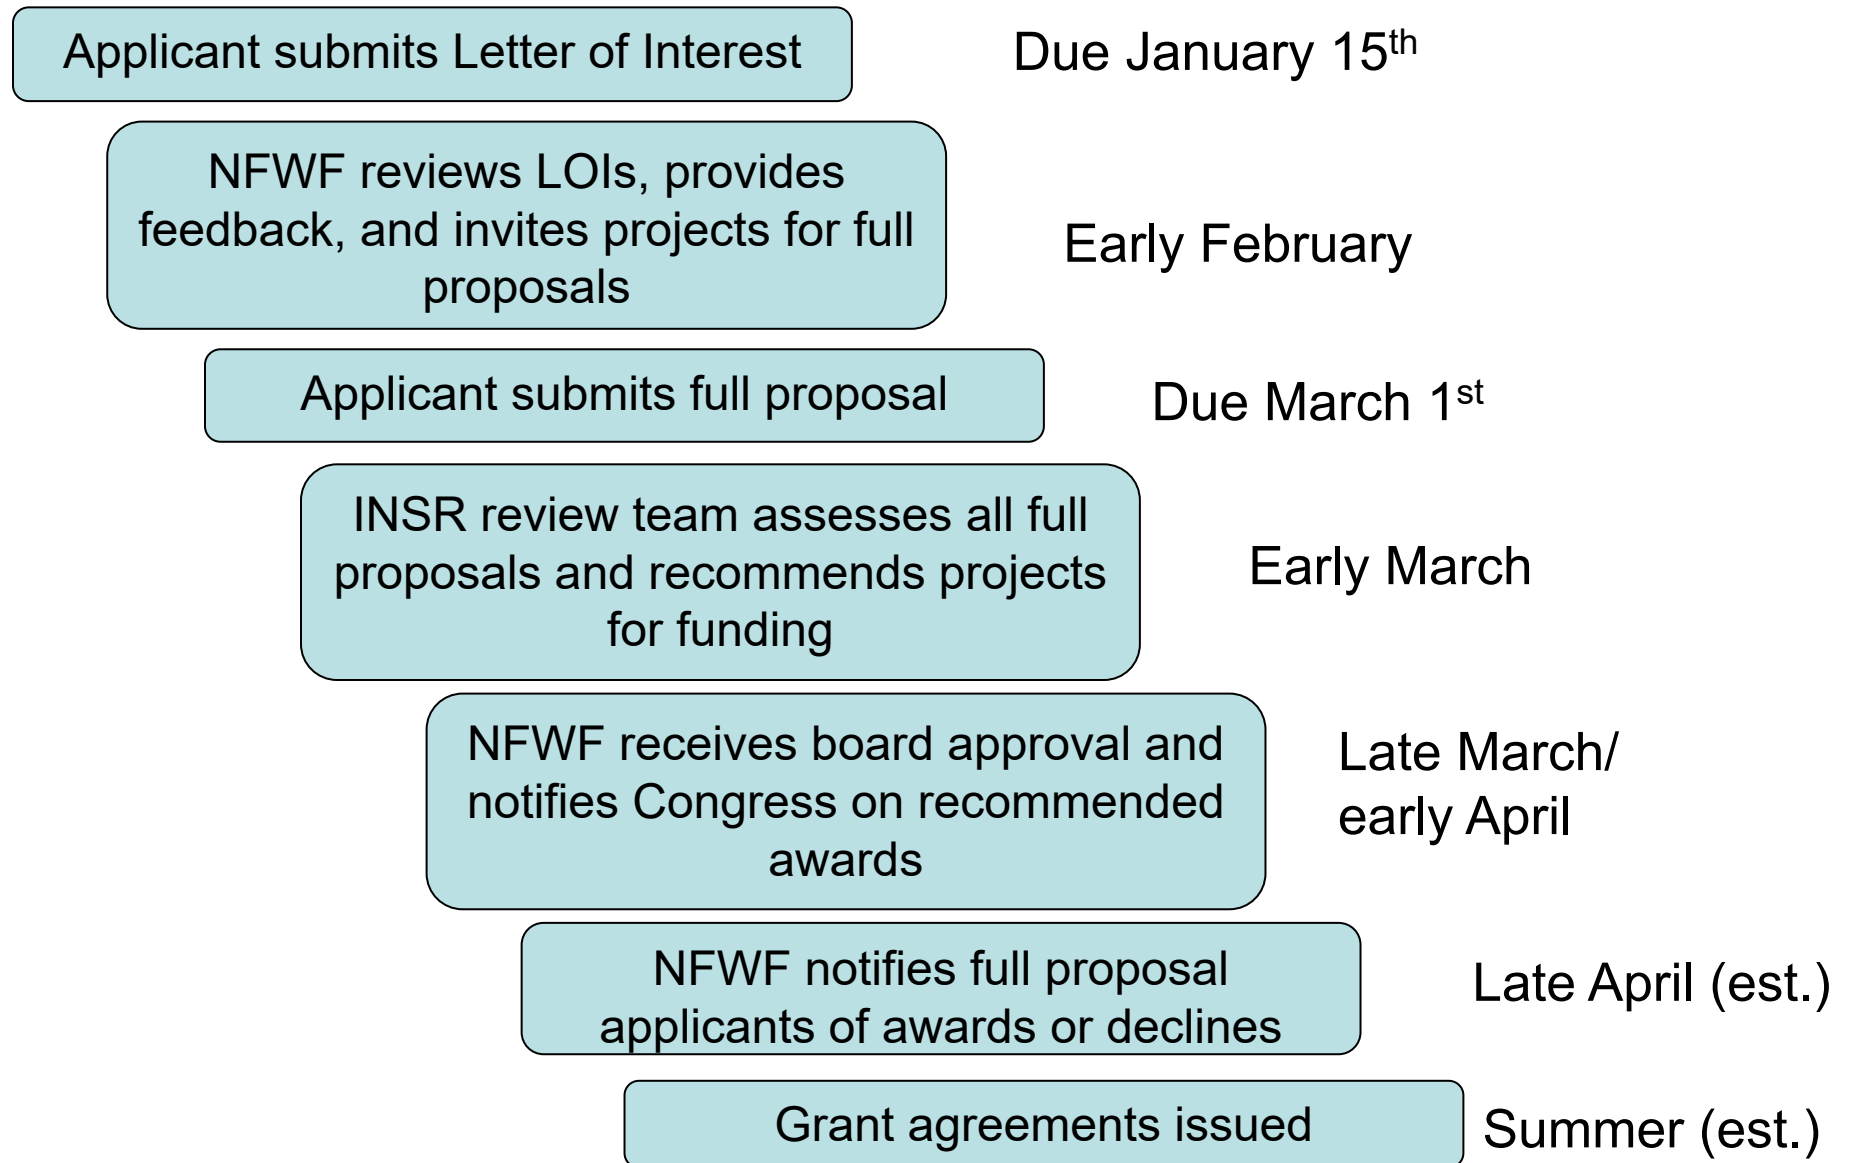 Applicant submits Letter of Interest
Due January 15th
NFWF reviews LOIs, provides
feedback, and invites projects for full
proposals
Early February
Applicant submits full proposal
Due March 1st
INSR review team assesses all full
proposals and recommends projects
for funding
Early March
NFWF receives board approval and
notifies Congress on recommended
awards
Late March/
early April
NFWF notifies full proposal
applicants of awards or declines
Late April (est.)
Grant agreements issued
Summer (est.)